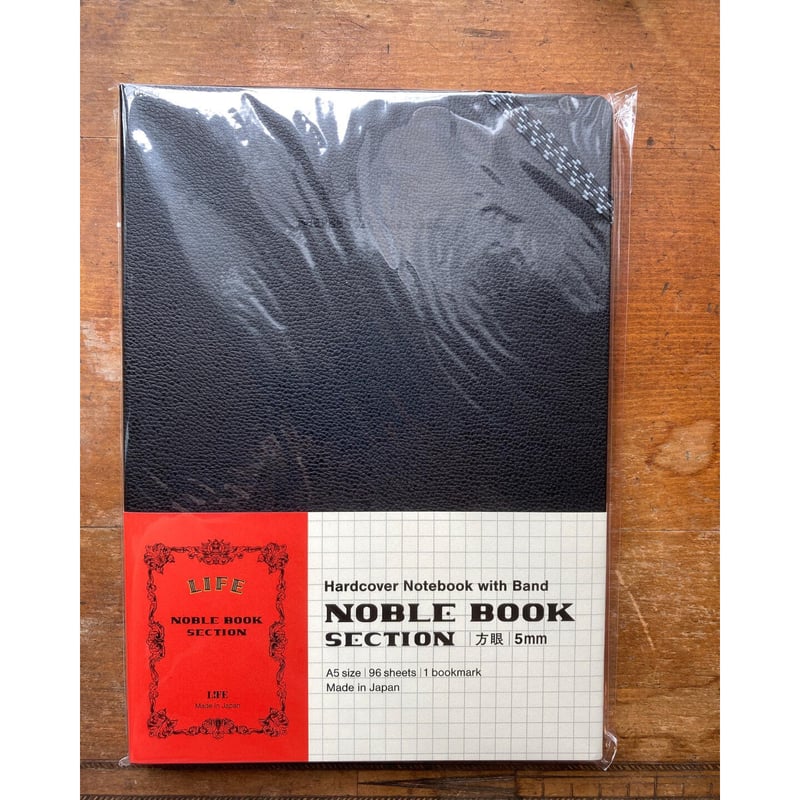 LIFE
NOBLE BOOK
SECTION
LIFE
Made in Japan
Hardcover Notebook with Band
NOBLE BOOK
SECTION | 方眼 | 5mm
A5 size | 96 sheets | 1 bookmark
Made in Japan